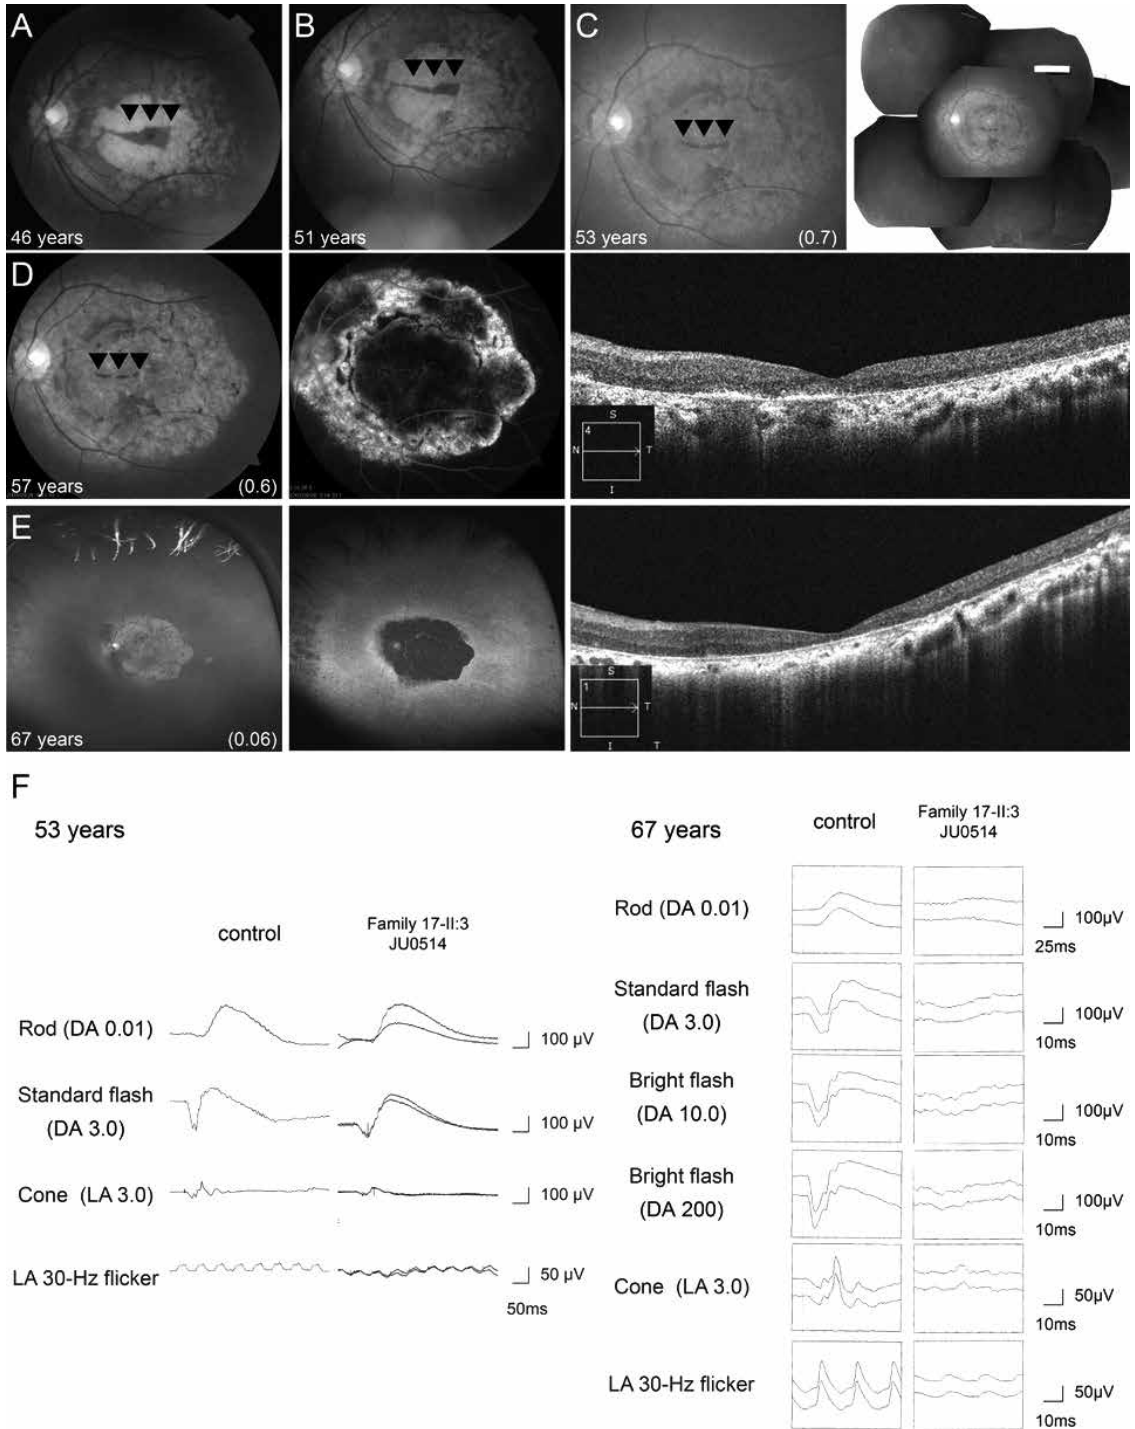 A
46 years
B
51 years
C
53 years (0.7)
D
57 years (0.6)
4
S
N T
I
E
67 years (0.06)
1
S
N T
I T
F
53 years
control
Family 17-II:3
JU0514
Rod (DA 0.01)
100 µV
Standard flash
(DA 3.0)
100 µV
Cone (LA 3.0)
100 µV
LA 30-Hz flicker
50 µV
50ms
67 years
control
Family 17-II:3
JU0514
Rod (DA 0.01)
100µV
25ms
Standard flash
(DA 3.0)
100µV
10ms
Bright flash
(DA 10.0)
100µV
10ms
Bright flash
(DA 200)
100µV
10ms
Cone (LA 3.0)
50µV
10ms
LA 30-Hz flicker
50µV
10ms